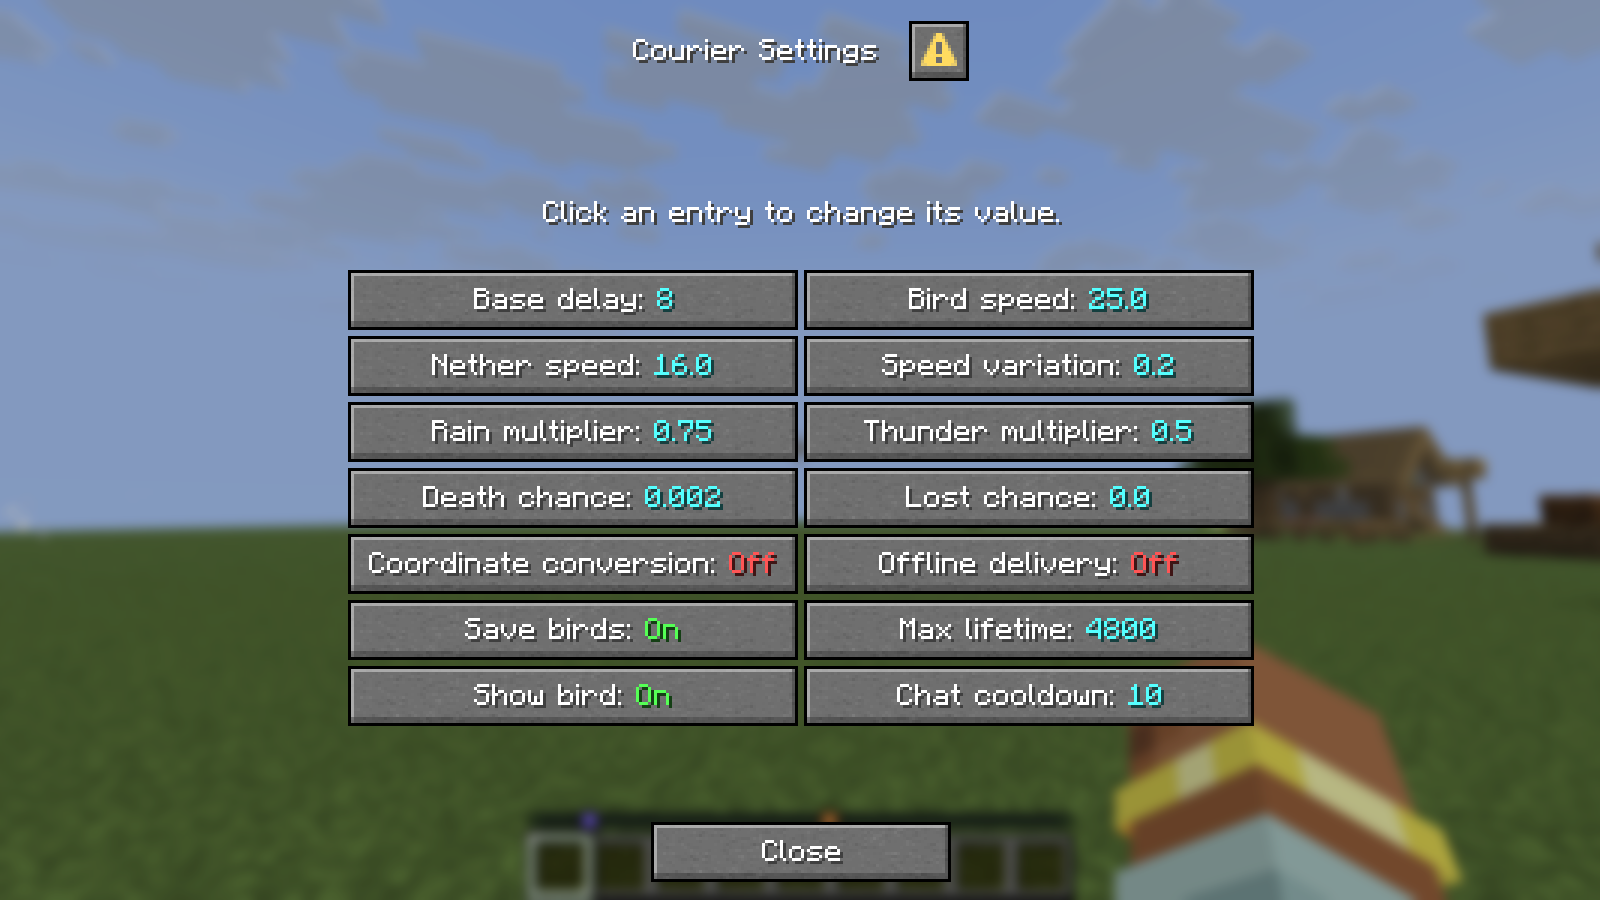 Courier Settings
Click an entry to change its value.
Base delay: 8
Bird speed: 25.0
Nether speed: 16.0
Speed variation: 0.2
Rain multiplier: 0.75
Thunder multiplier: 0.5
Death chance: 0.002
Lost chance: 0.0
Coordinate conversion: Off
Offline delivery: Off
Save birds: On
Max lifetime: 4800
Show bird: On
Chat cooldown: 10
Close